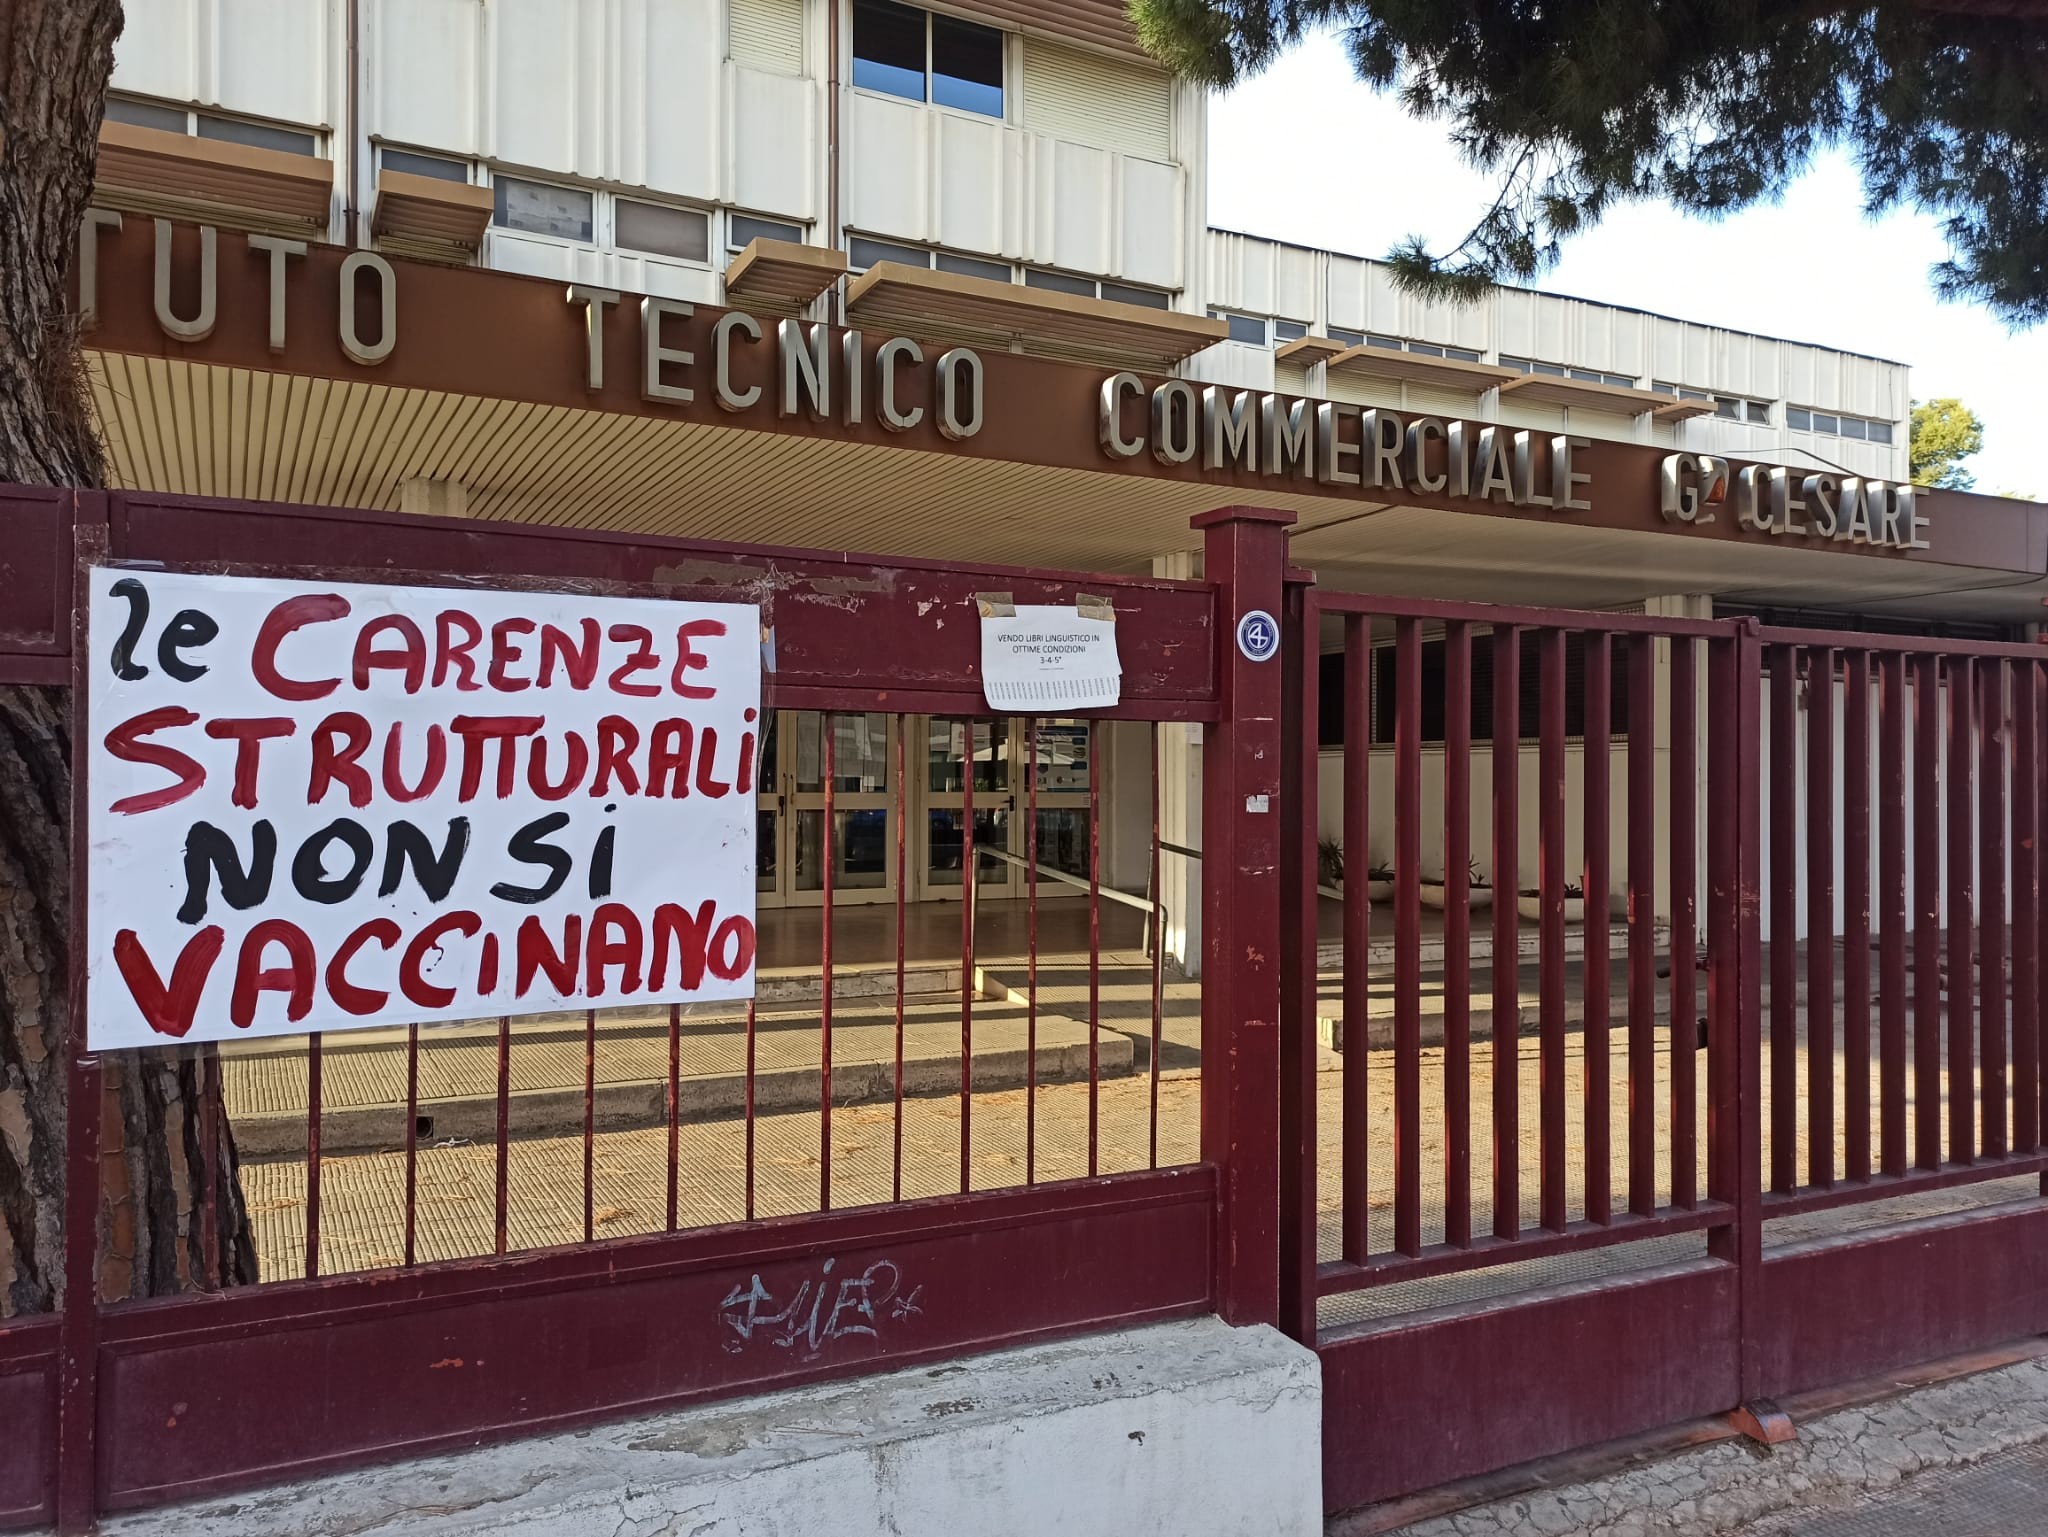 TUTO TECNICO COMMERCIALE G CESARE
le CARENZE
STRUTTURALI
NON SI
VACCINANO
VENDO LIBRI LINGUISTICO IN
OTTIME CONDIZIONI
3-4-5°